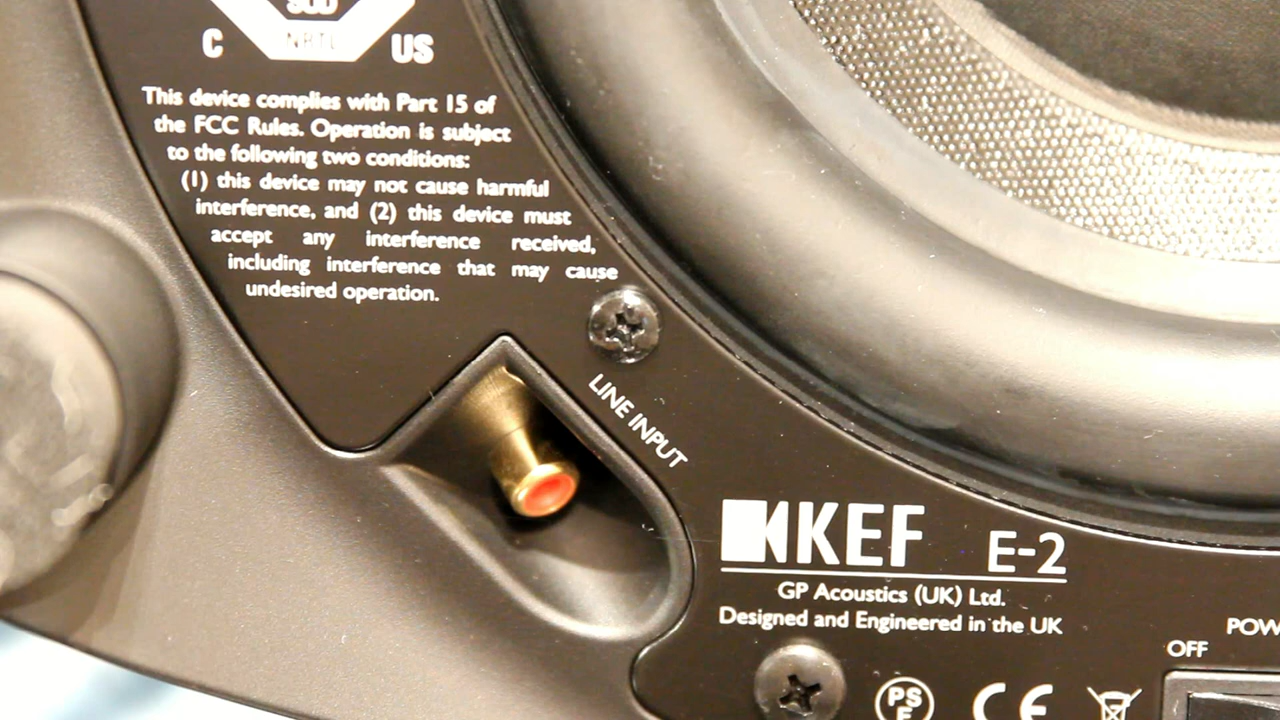 C US
NRTL
This device complies with Part 15 of
the FCC Rules. Operation is subject
to the following two conditions:
(1) this device may not cause harmful
interference, and (2) this device must
accept any interference received,
including interference that may cause
undesired operation.
LINE INPUT
KEF E-2
GP Acoustics (UK) Ltd.
Designed and Engineered in the UK
OFF
PS
E
CE